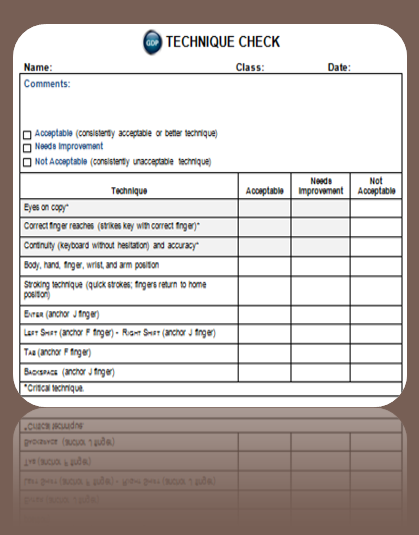 GDP TECHNIQUE CHECK
Name: Class: Date:
Comments:
Acceptable (consistently acceptable or better technique)
Needs Improvement
Not Acceptable (consistently unacceptable technique)
Technique Acceptable Needs Improvement Not Acceptable
Eyes on copy*
Correct finger reaches (strikes key with correct finger)*
Continuity (keyboard without hesitation) and accuracy*
Body, hand, finger, wrist, and arm position
Stroking technique (quick strokes; fingers return to home
position)
ENTER (anchor J finger)
LEFT SHIFT (anchor F finger) - RIGHT SHIFT (anchor J finger)
TAB (anchor F finger)
BACKSPACE (anchor J finger)
*Critical technique.